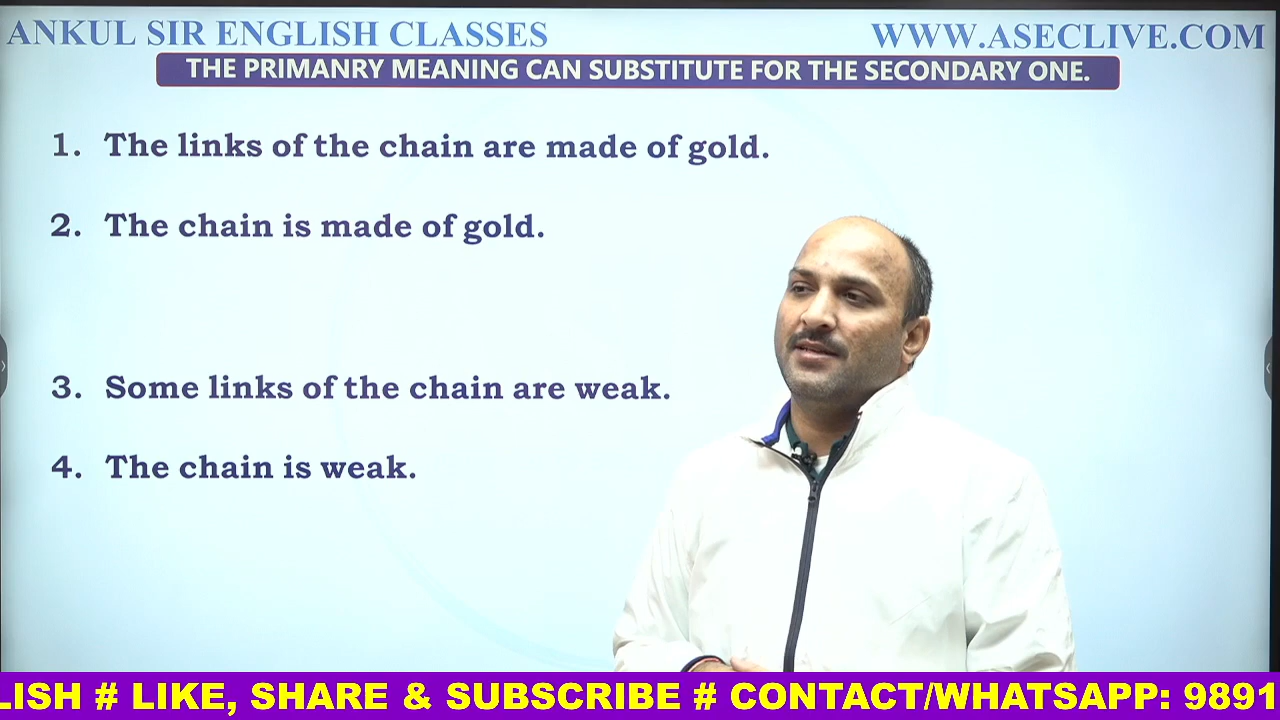 ANKUL SIR ENGLISH CLASSES
WWW.ASECLIVE.COM
THE PRIMANRY MEANING CAN SUBSTITUTE FOR THE SECONDARY ONE.
1. The links of the chain are made of gold.
2. The chain is made of gold.
3. Some links of the chain are weak.
4. The chain is weak.
LISH # LIKE, SHARE & SUBSCRIBE # CONTACT/WHATSAPP: 9891